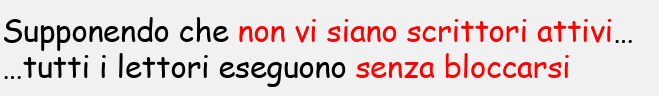 Supponendo che non vi siano scrittori attivi...
...tutti i lettori eseguono senza bloccarsi